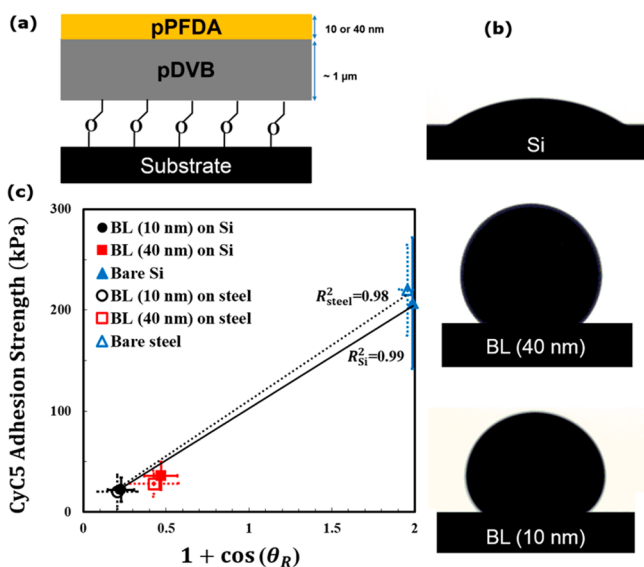 (a)
pPFDA
10 or 40 nm
pDVB
~ 1 µm
O O O O O
Substrate
(b)
Si
BL (40 nm)
BL (10 nm)
(c)
CyC5 Adhesion Strength (kPa)
300
200
100
0
BL (10 nm) on Si
BL (40 nm) on Si
Bare Si
BL (10 nm) on steel
BL (40 nm) on steel
Bare steel
R²steel=0.98
R²Si=0.99
0 0.5 1 1.5 2
1 + cos (θR)